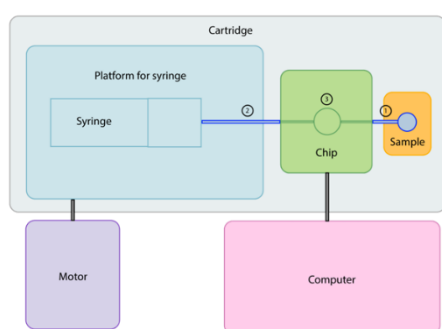 Cartridge
Platform for syringe
Syringe
②
③
①
Chip
Sample
Motor
Computer